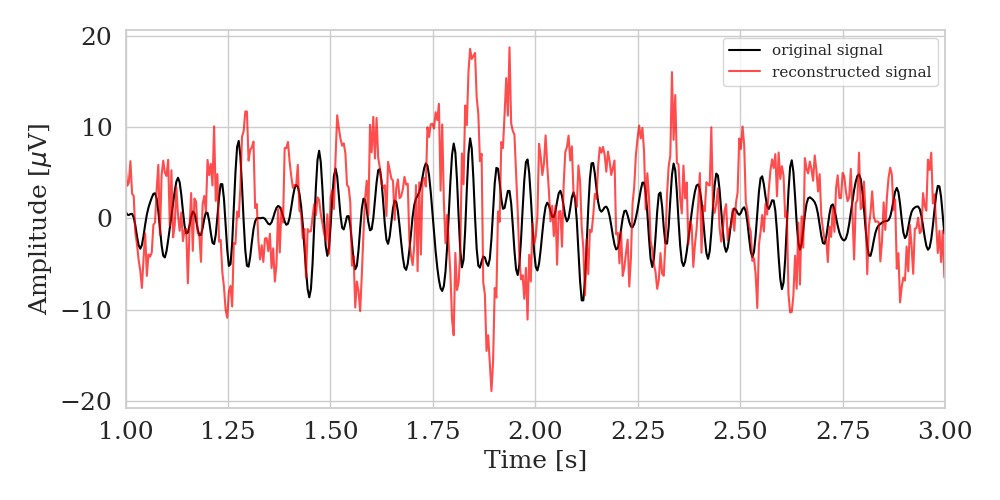 20
10
0
−10
−20
Amplitude [μV]
original signal
reconstructed signal
1.00 1.25 1.50 1.75 2.00 2.25 2.50 2.75 3.00
Time [s]